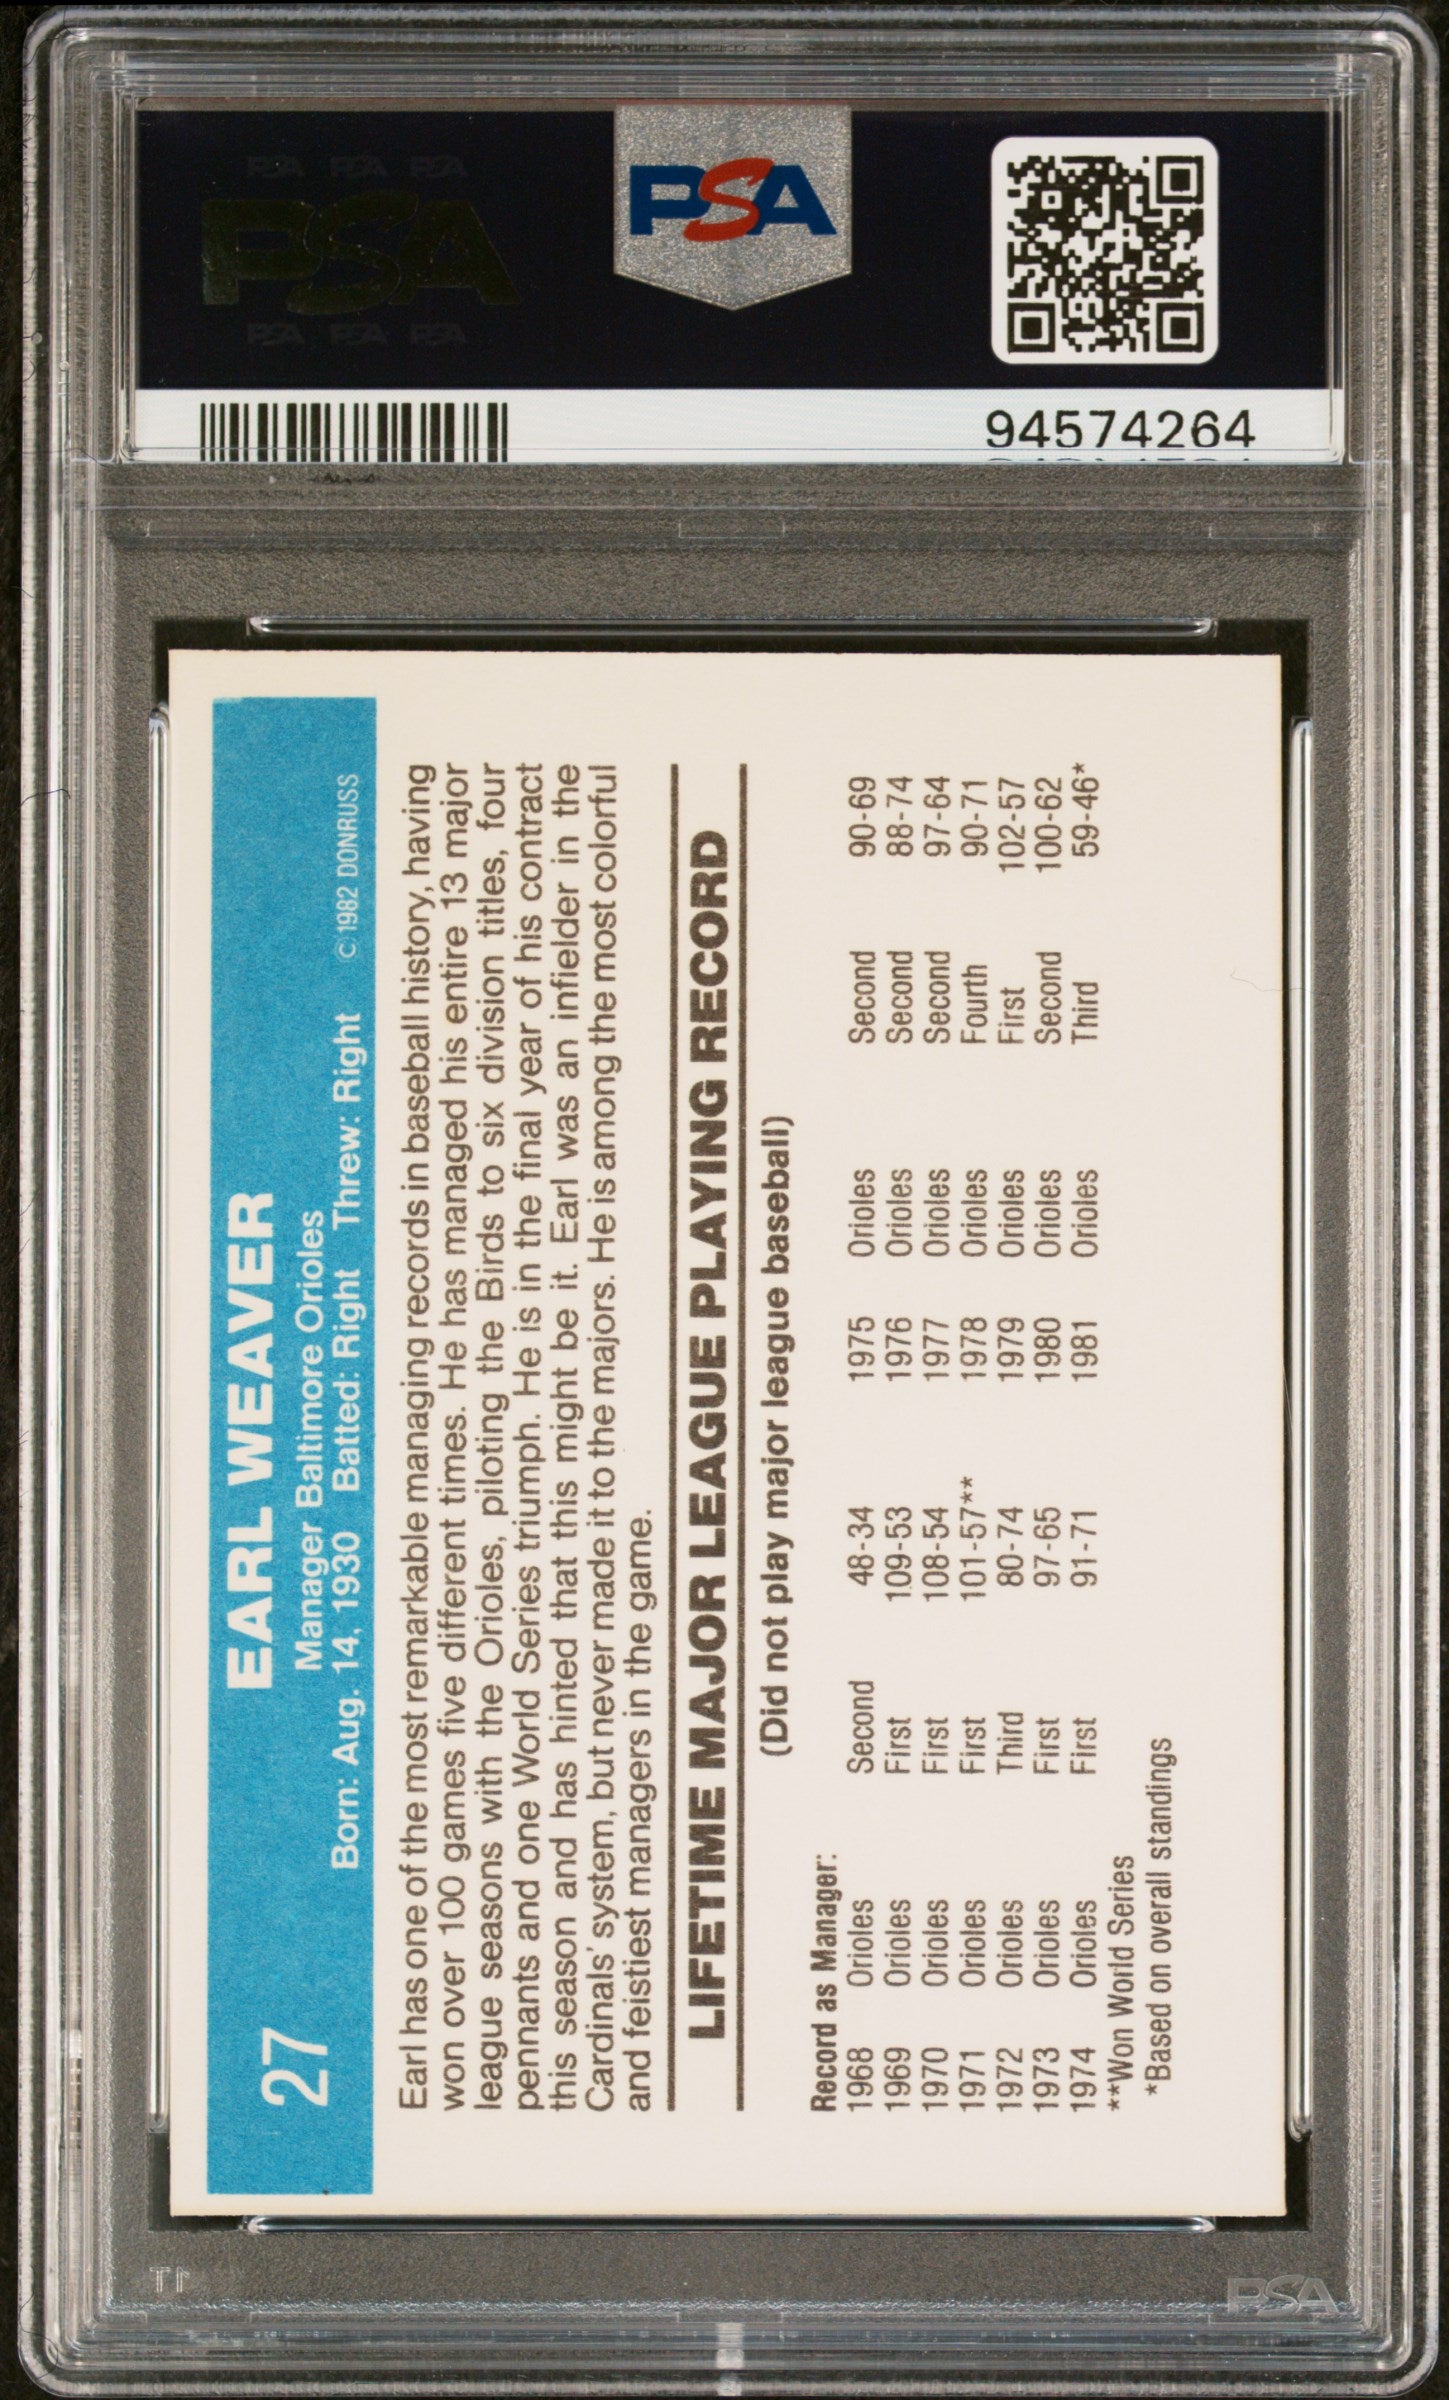 PSA PSA PSA
PSA
PSA PSA PSA
PSA
94574264
27
EARL WEAVER
Manager Baltimore Orioles
Born: Aug. 14, 1930 Batted: Right Threw: Right © 1982 DONRUSS
Earl has one of the most remarkable managing records in baseball history, having
won over 100 games five different times. He has managed his entire 13 major
league seasons with the Orioles, piloting the Birds to six division titles, four
pennants and one World Series triumph. He is in the final year of his contract
this season and has hinted that this might be it. Earl was an infielder in the
Cardinals' system, but never made it to the majors. He is among the most colorful
and feistiest managers in the game.
LIFETIME MAJOR LEAGUE PLAYING RECORD
(Did not play major league baseball)
Record as Manager:
1968 Orioles Second 48-34 1975 Orioles Second 90-69
1969 Orioles First 109-53 1976 Orioles Second 88-74
1970 Orioles First 108-54 1977 Orioles Second 97-64
1971 Orioles First 101-57** 1978 Orioles Fourth 90-71
1972 Orioles Third 80-74 1979 Orioles First 102-57
1973 Orioles First 97-65 1980 Orioles Second 100-62
1974 Orioles First 91-71 1981 Orioles Third 59-46*
**Won World Series
*Based on overall standings
PSA